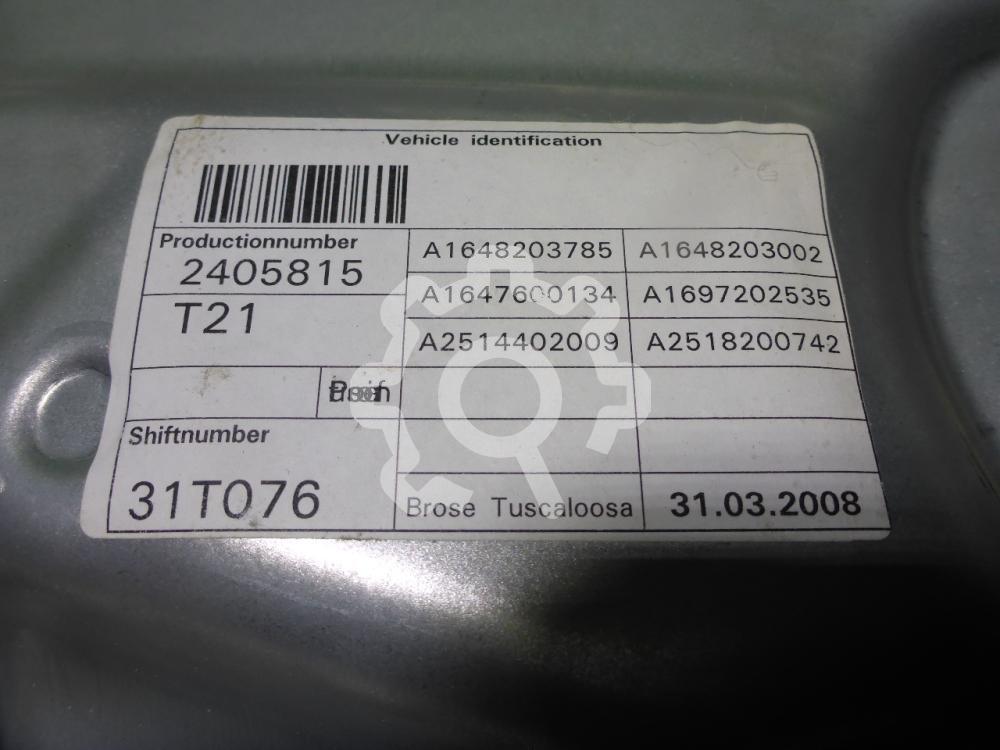 Vehicle identification
Productionnumber
2405815
T21
A1648203785 A1648203002
A1647600134 A1697202535
A2514402009 A2518200742
Shiftnumber
31T076
Brose Tuscaloosa 31.03.2008